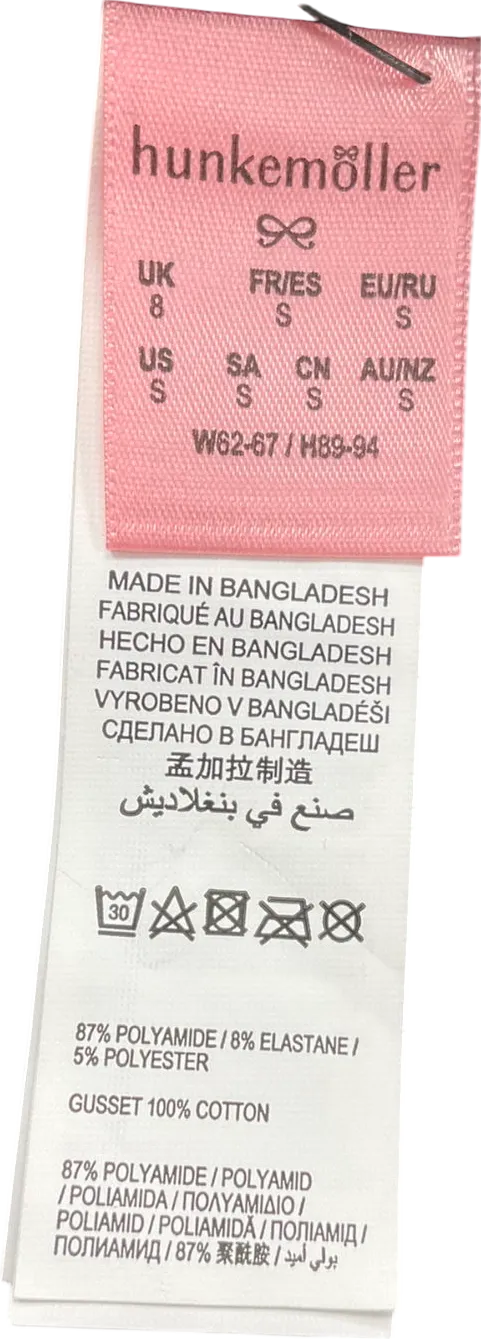 hunkemöller
UK FR/ES EU/RU
8 S S
US SA CN AU/NZ
S S S S
W62-67 / H89-94
MADE IN BANGLADESH
FABRIQUÉ AU BANGLADESH
HECHO EN BANGLADESH
FABRICAT ÎN BANGLADESH
VYROBENO V BANGLADÉŠI
СДЕЛАНО В БАНГЛАДЕШ
孟加拉制造
صنع في بنغلاديش
30
87% POLYAMIDE / 8% ELASTANE /
5% POLYESTER
GUSSET 100% COTTON
87% POLYAMIDE / POLYAMID
/ POLIAMIDA / ΠΟΛΥΑΜΙΔΙΟ /
POLIAMID / POLIAMIDĂ / ПОЛІАМІД /
ПОЛИАМИД / 87% 聚酰胺 / بولي أميد